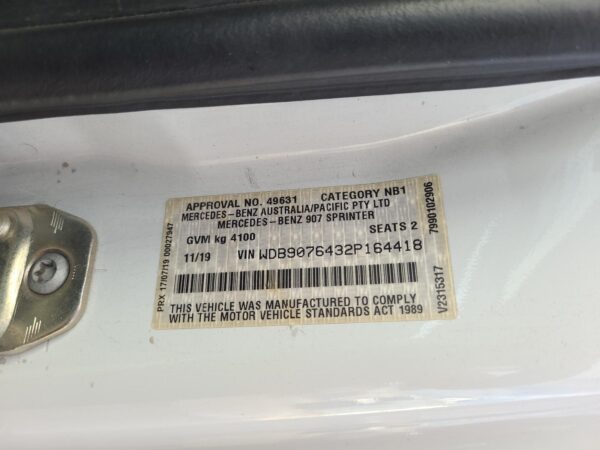 APPROVAL NO. 49631 CATEGORY NB1
MERCEDES-BENZ AUSTRALIA/PACIFIC PTY LTD
MERCEDES-BENZ 907 SPRINTER
GVM kg 4100 SEATS 2
11/19 VIN WDB9076432P164418
THIS VEHICLE WAS MANUFACTURED TO COMPLY
WITH THE MOTOR VEHICLE STANDARDS ACT 1989
PRX 17/07/19 00027947
V2315317 7990102906